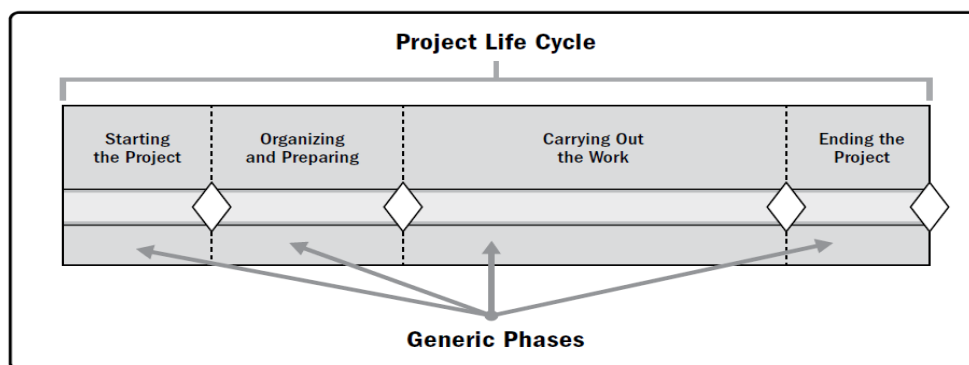 Project Life Cycle
Starting
the Project
Organizing
and Preparing
Carrying Out
the Work
Ending the
Project
Generic Phases